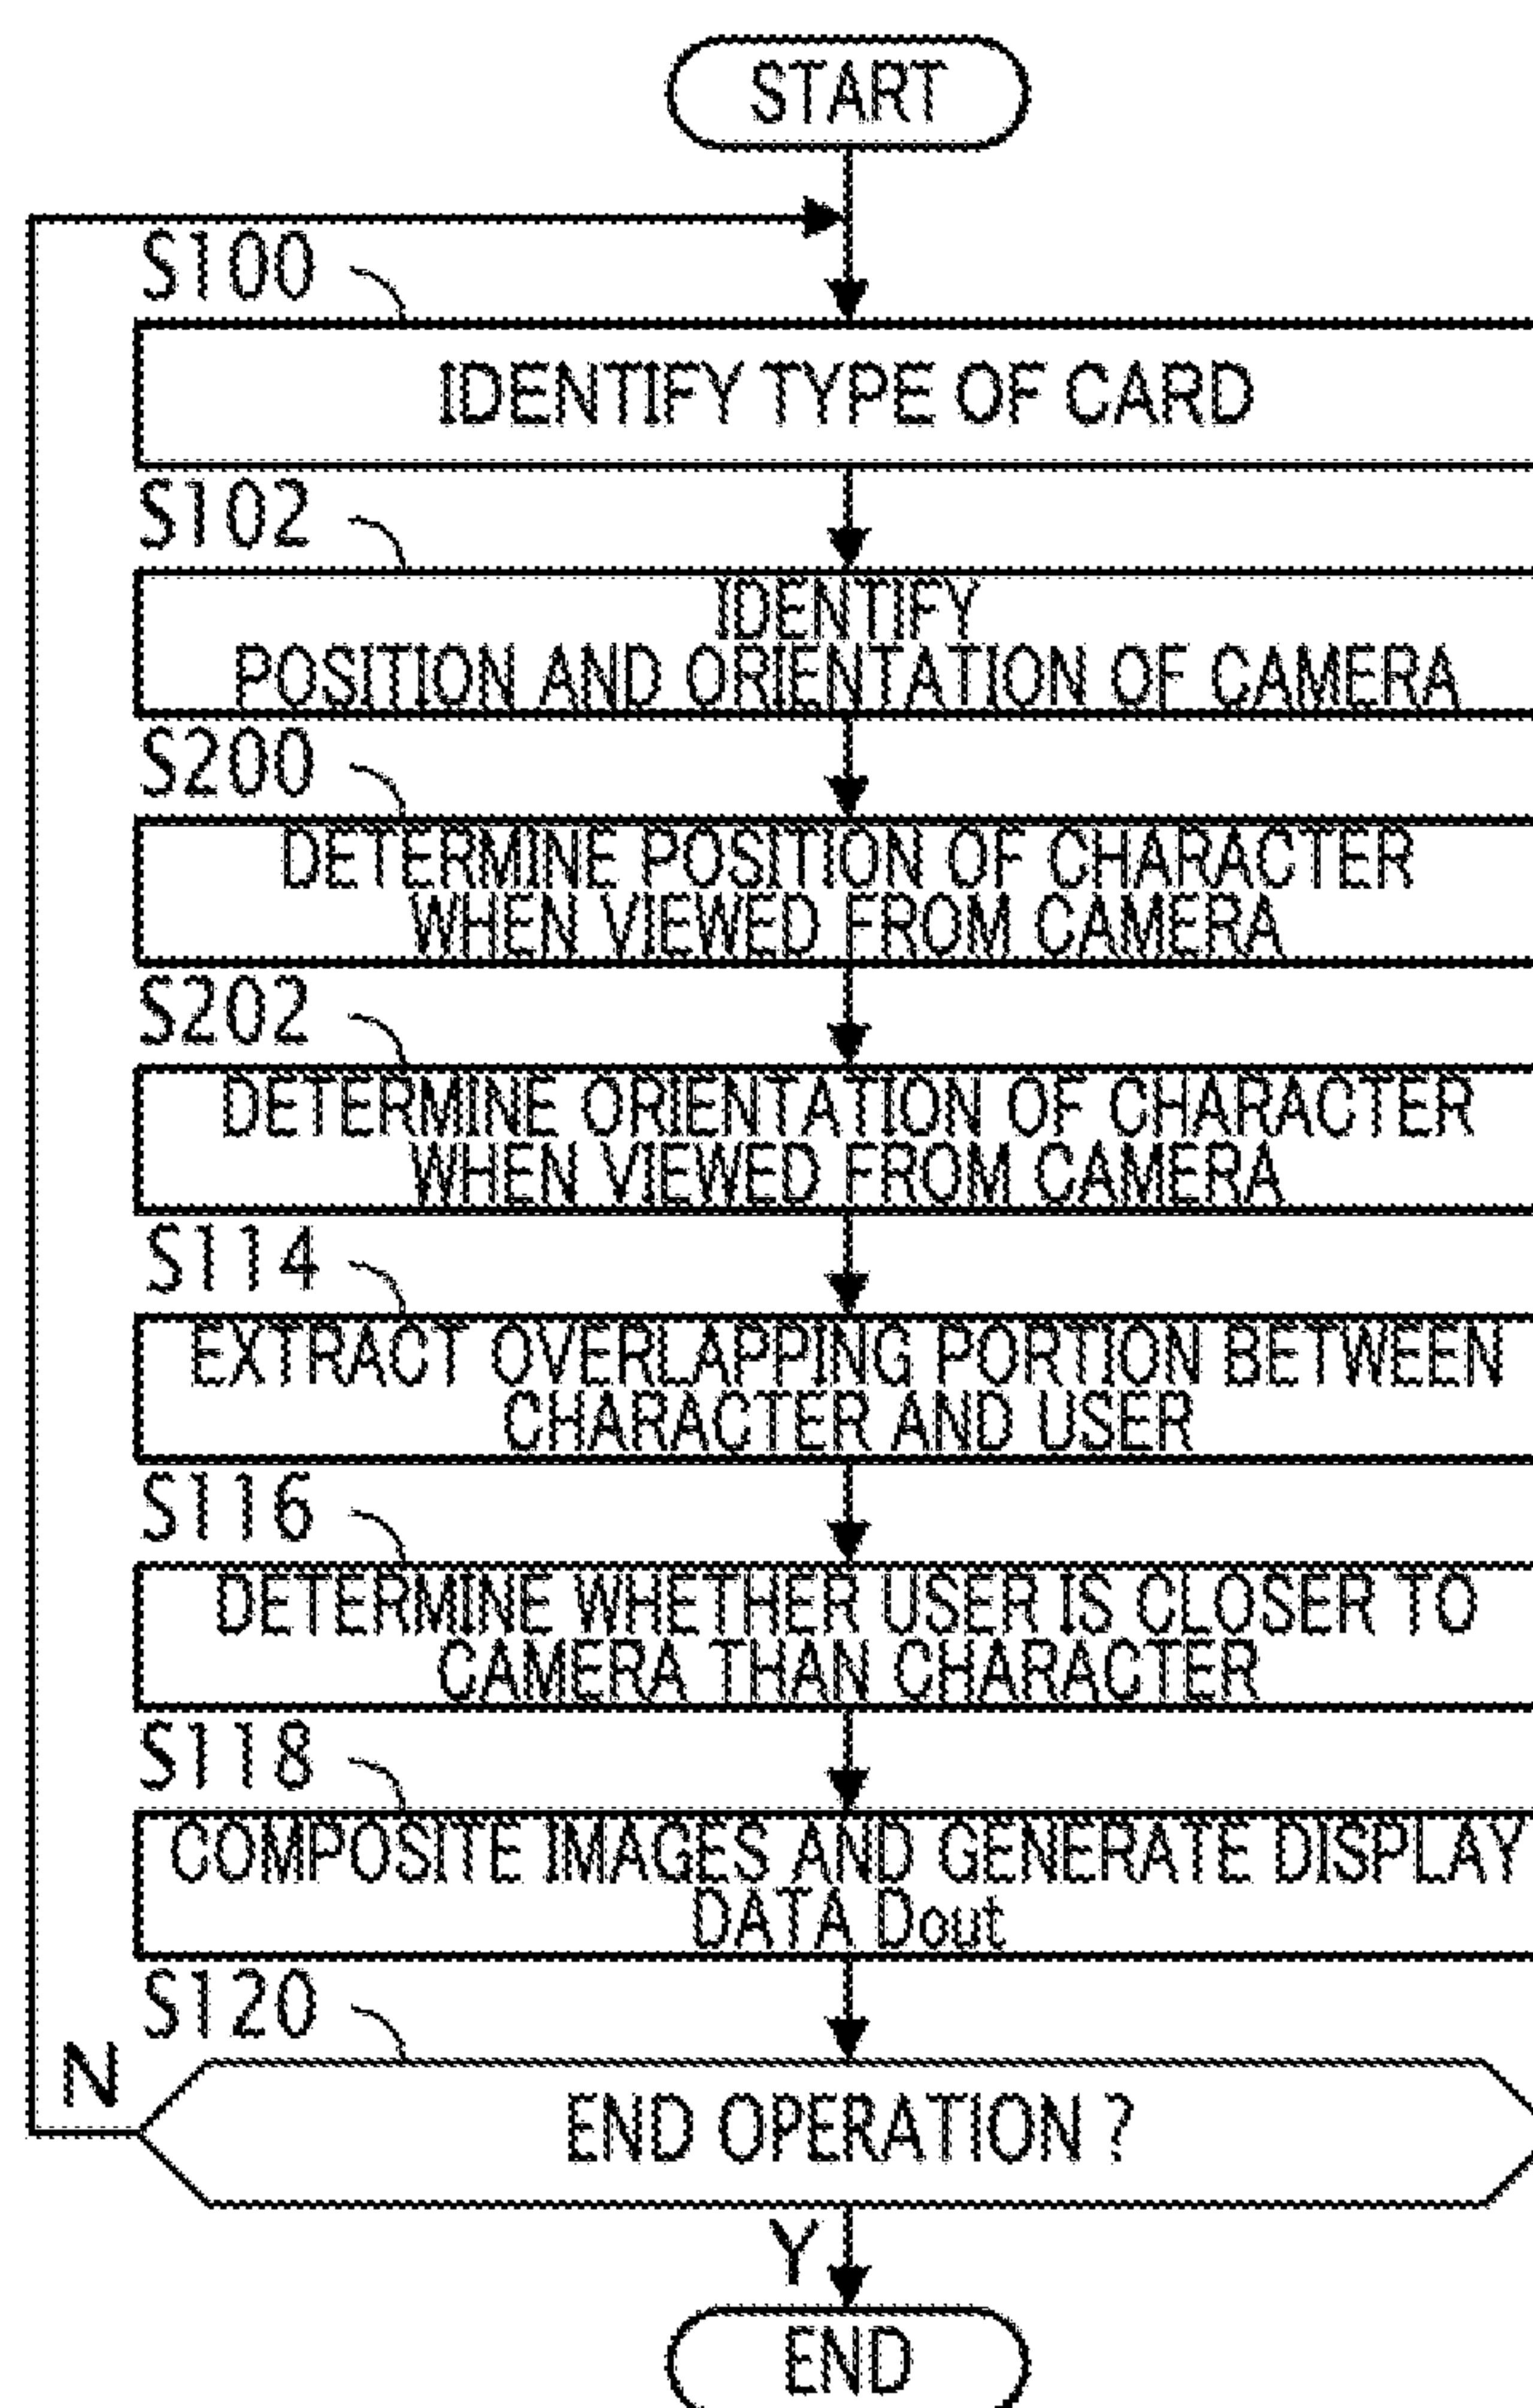 START
S100
IDENTIFY TYPE OF CARD
S102
IDENTIFY
POSITION AND ORIENTATION OF CAMERA
S200
DETERMINE POSITION OF CHARACTER
WHEN VIEWED FROM CAMERA
S202
DETERMINE ORIENTATION OF CHARACTER
WHEN VIEWED FROM CAMERA
S114
EXTRACT OVERLAPPING PORTION BETWEEN
CHARACTER AND USER
S116
DETERMINE WHETHER USER IS CLOSER TO
CAMERA THAN CHARACTER
S118
COMPOSITE IMAGES AND GENERATE DISPLAY
DATA Dout
S120
N
END OPERATION ?
Y
END